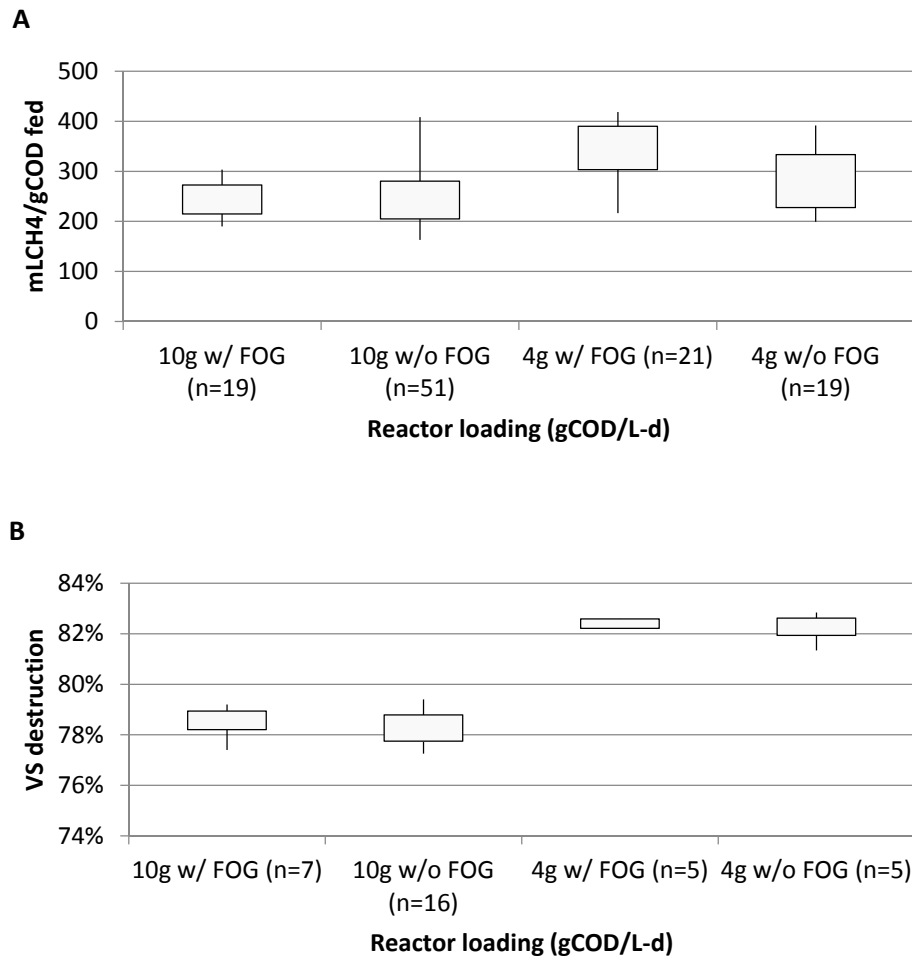 A
mLCH4/gCOD fed
500
400
300
200
100
0
10g w/ FOG
(n=19)
10g w/o FOG
(n=51)
4g w/ FOG (n=21)
4g w/o FOG
(n=19)
Reactor loading (gCOD/L-d)
B
VS destruction
84%
82%
80%
78%
76%
74%
10g w/ FOG (n=7)
10g w/o FOG
(n=16)
4g w/ FOG (n=5)
4g w/o FOG (n=5)
Reactor loading (gCOD/L-d)